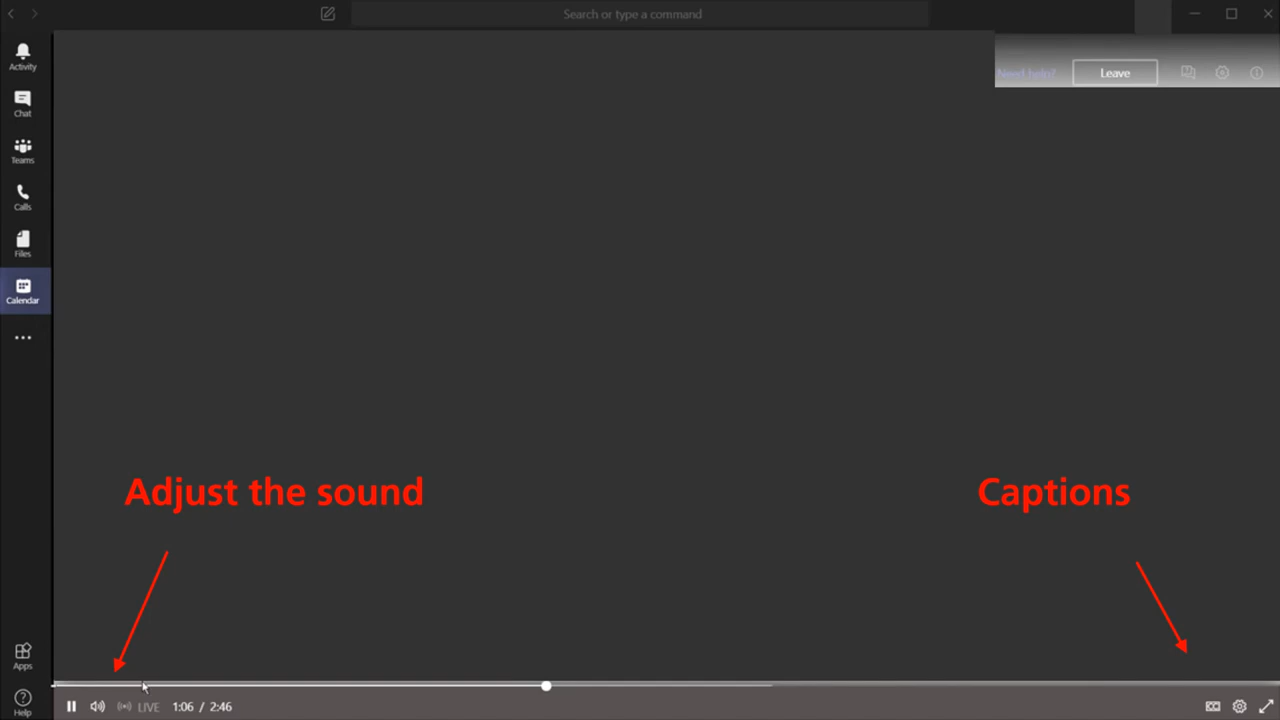 Search or type a command
Activity
Need help?
Leave
Chat
Teams
Calls
Files
Calendar
Adjust the sound
Captions
Apps
Help
LIVE 1:06 / 2:46